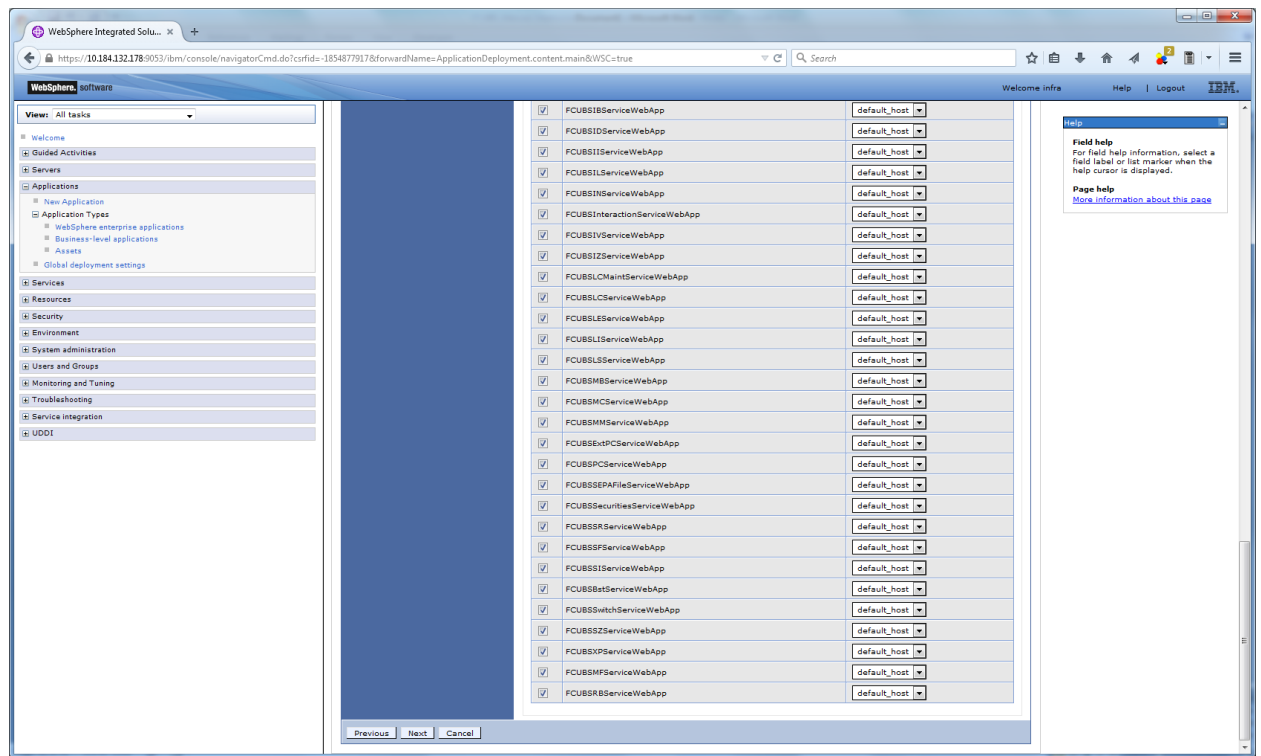 WebSphere Integrated Solu...
https://10.184.132.178:9053/ibm/console/navigatorCmd.do?csrfid=-1854877917&forwardName=ApplicationDeployment.content.main&WSC=true
Search
2
WebSphere. software
Welcome infra
Help | Logout
IBM.
View: All tasks
Welcome
Guided Activities
Servers
Applications
New Application
Application Types
WebSphere enterprise applications
Business-level applications
Assets
Global deployment settings
Services
Resources
Security
Environment
System administration
Users and Groups
Monitoring and Tuning
Troubleshooting
Service integration
UDDI
FCUBSIBServiceWebApp default_host
FCUBSIDServiceWebApp default_host
FCUBSIIServiceWebApp default_host
FCUBSILServiceWebApp default_host
FCUBSINServiceWebApp default_host
FCUBSInteractionServiceWebApp default_host
FCUBSIVServiceWebApp default_host
FCUBSIZServiceWebApp default_host
FCUBSLCMaintServiceWebApp default_host
FCUBSLCServiceWebApp default_host
FCUBSLEServiceWebApp default_host
FCUBSLIServiceWebApp default_host
FCUBSLSServiceWebApp default_host
FCUBSMBServiceWebApp default_host
FCUBSMCServiceWebApp default_host
FCUBSMMServiceWebApp default_host
FCUBSExtPCServiceWebApp default_host
FCUBSPCServiceWebApp default_host
FCUBSSEPAFileServiceWebApp default_host
FCUBSSecuritiesServiceWebApp default_host
FCUBSSRServiceWebApp default_host
FCUBSSFServiceWebApp default_host
FCUBSSIServiceWebApp default_host
FCUBSBstServiceWebApp default_host
FCUBSSwitchServiceWebApp default_host
FCUBSSZServiceWebApp default_host
FCUBSXPServiceWebApp default_host
FCUBSMFServiceWebApp default_host
FCUBSRBServiceWebApp default_host
Previous Next Cancel
Help
Field help
For field help information, select a
field label or list marker when the
help cursor is displayed.
Page help
More information about this page